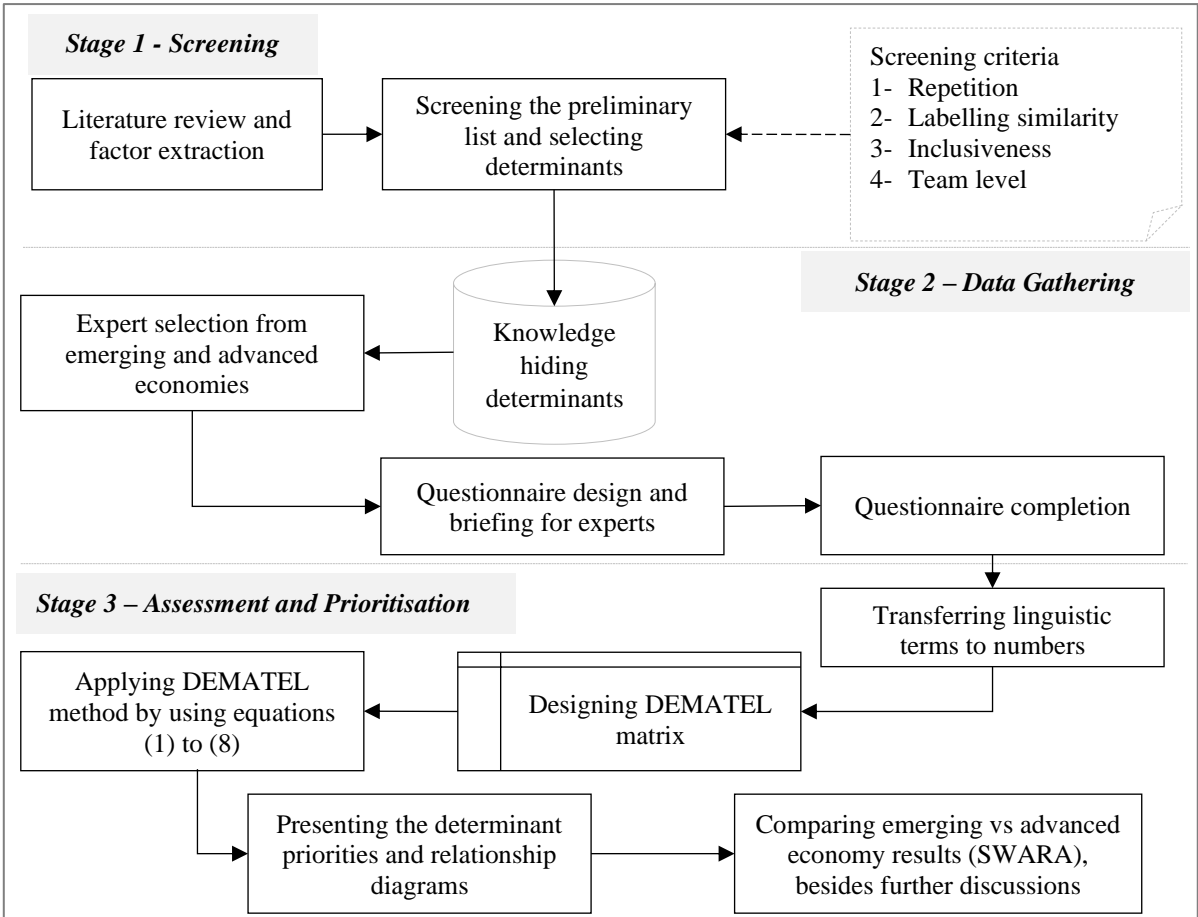 Stage 1 - Screening
Literature review and
factor extraction
Screening the preliminary
list and selecting
determinants
Screening criteria
1- Repetition
2- Labelling similarity
3- Inclusiveness
4- Team level
Stage 2 – Data Gathering
Knowledge
hiding
determinants
Expert selection from
emerging and advanced
economies
Questionnaire design and
briefing for experts
Questionnaire completion
Stage 3 – Assessment and Prioritisation
Transferring linguistic
terms to numbers
Designing DEMATEL
matrix
Applying DEMATEL
method by using equations
(1) to (8)
Presenting the determinant
priorities and relationship
diagrams
Comparing emerging vs advanced
economy results (SWARA),
besides further discussions